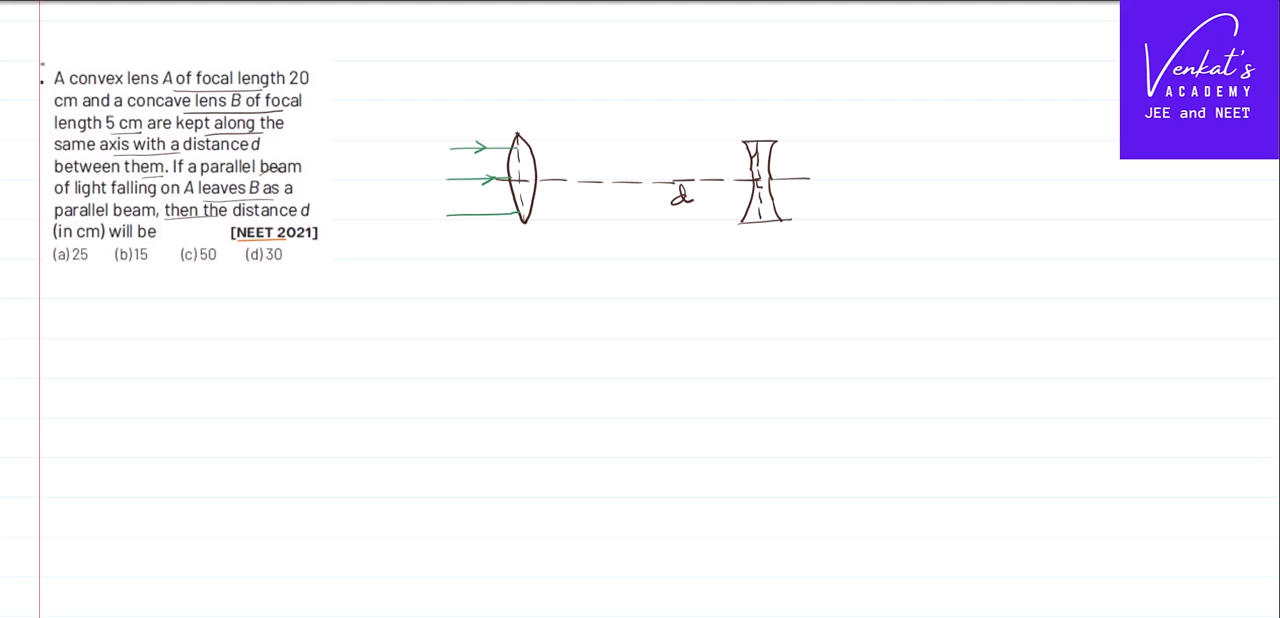 Venkat's
ACADEMY
JEE and NEET
. A convex lens A of focal length 20
cm and a concave lens B of focal
length 5 cm are kept along the
same axis with a distance d
between them. If a parallel beam
of light falling on A leaves B as a
parallel beam, then the distance d
(in cm) will be [NEET 2021]
(a) 25 (b) 15 (c) 50 (d) 30
d